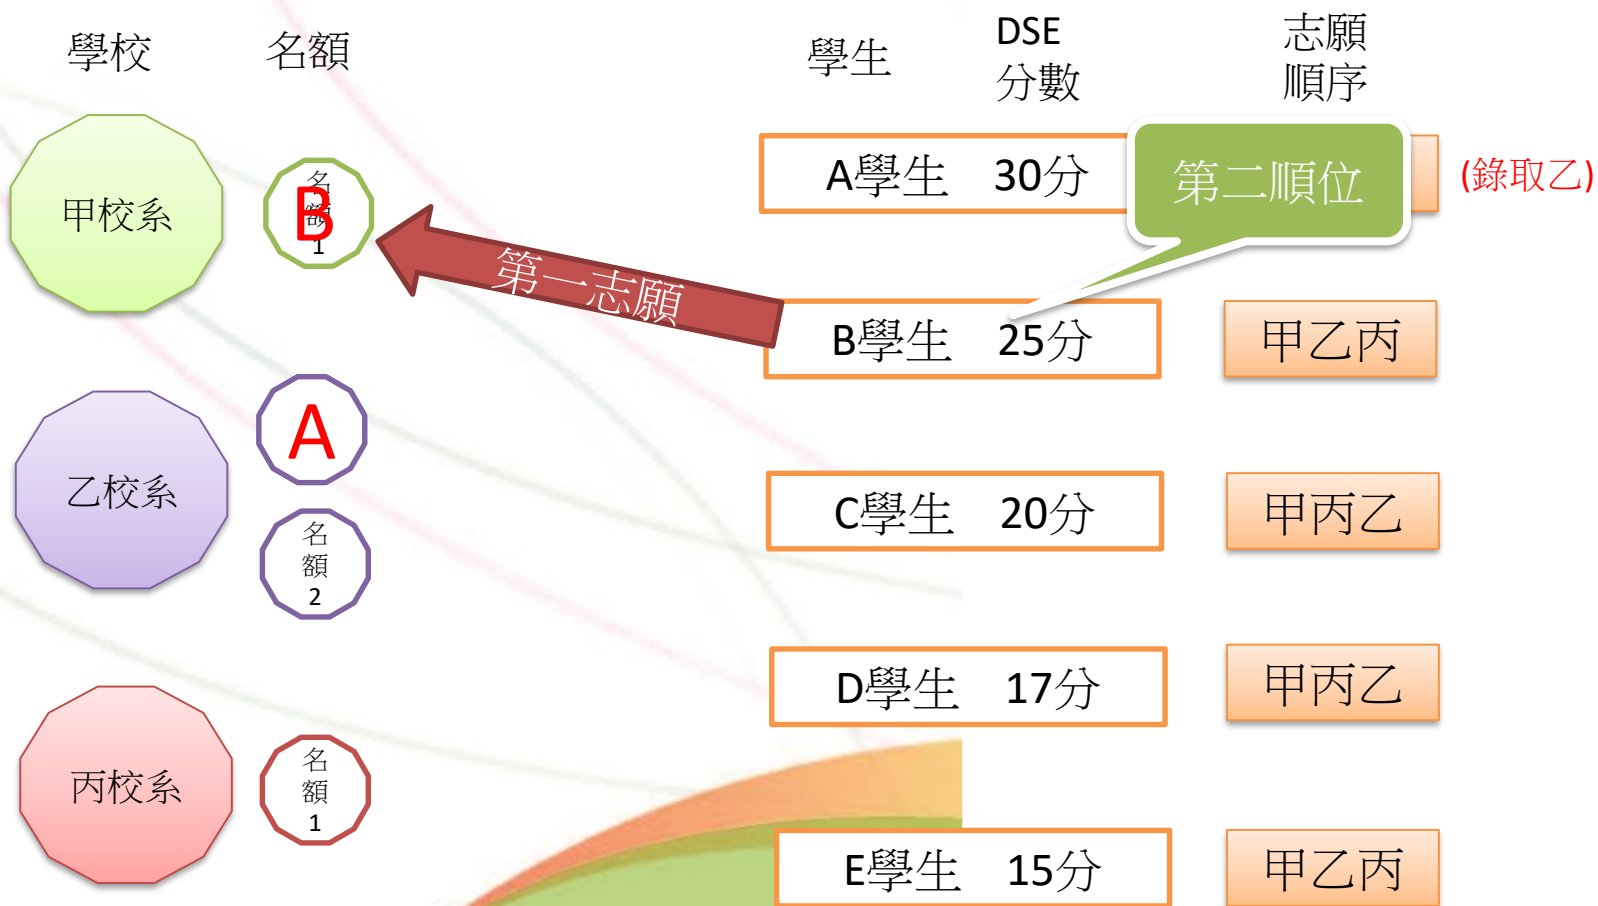 學校
名額
學生
DSE
分數
志願
順序
甲校系
名
額
1
B
A學生 30分
第二順位
(錄取乙)
第一志願
B學生 25分
甲乙丙
乙校系
A
名
額
2
C學生 20分
甲丙乙
D學生 17分
甲丙乙
丙校系
名
額
1
E學生 15分
甲乙丙